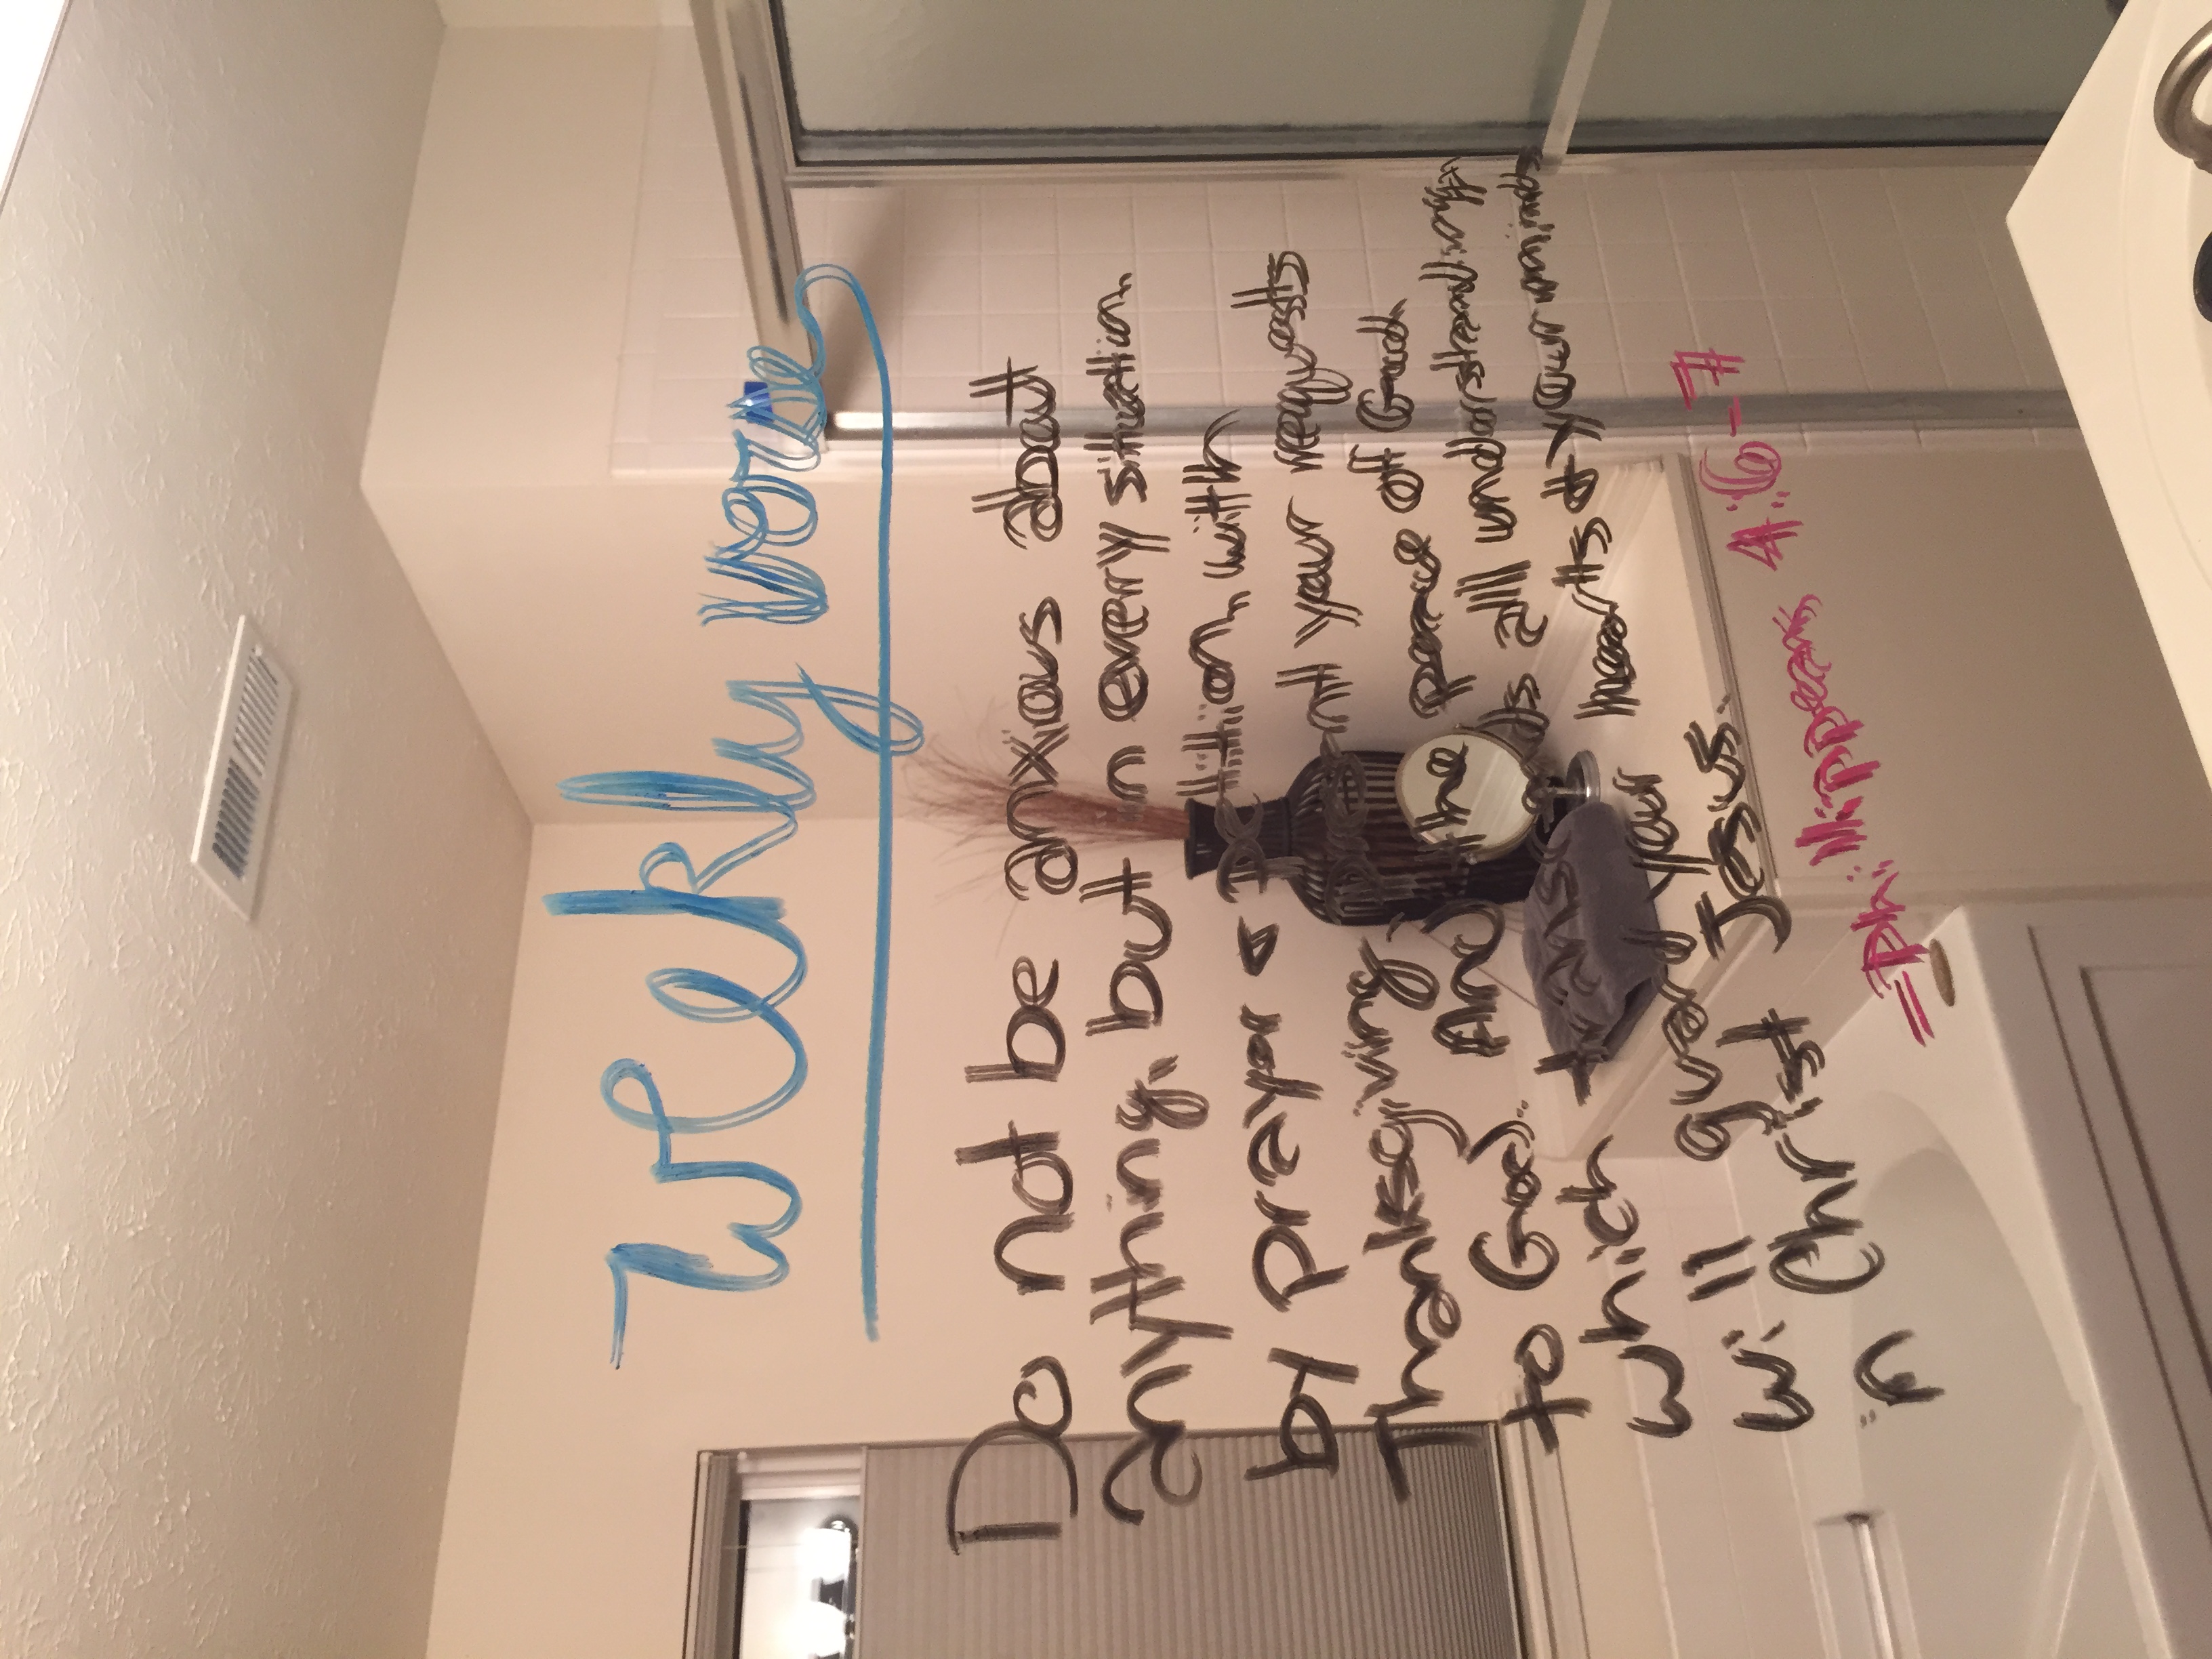 weekly verse
Do not be anxious about
anything, but in every situation,
by prayer & petition, with
Thanksgiving, present your requests
to God. And the peace of God
which transcends all understanding,
will guard your hearts & your minds
in Christ Jesus.
-Phillippeans 4:6-7